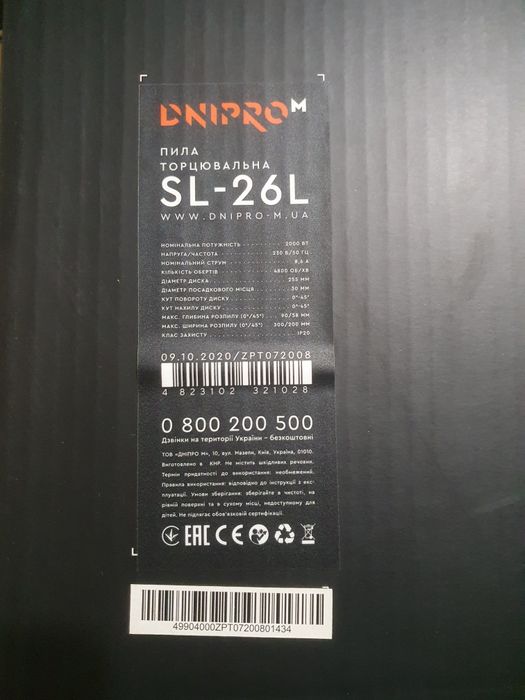 DNIPRO M
ПИЛА
ТОРЦЮВАЛЬНА
SL-26L
WWW.DNIPRO-M.UA
НОМІНАЛЬНА ПОТУЖНІСТЬ 2000 ВТ
НАПРУГА/ЧАСТОТА 230 В/50 ГЦ
НОМІНАЛЬНИЙ СТРУМ 8,6 А
КІЛЬКІСТЬ ОБЕРТІВ 4800 ОБ/ХВ
ДІАМЕТР ДИСКА 255 ММ
ДІАМЕТР ПОСАДКОВОГО МІСЦЯ 30 ММ
КУТ ПОВОРОТУ ДИСКУ 0°-45°
КУТ НАХИЛУ ДИСКУ 0°-45°
МАКС. ГЛИБИНА РОЗПИЛУ (0°/45°) 90/58 ММ
МАКС. ШИРИНА РОЗПИЛУ (0°/45°) 300/200 ММ
КЛАС ЗАХИСТУ IP20
09.10.2020/ZPT072008
4 823102 321028
0 800 200 500
Дзвінки на території України – безкоштовні
ТОВ «ДНІПРО М», 10, вул. Мазепи, Київ, Україна, 01010.
Виготовлено в КНР. Не містить шкідливих речовин.
Термін придатності до використання: необмежений.
Правила використання: відповідно до інструкції з екс-
плуатації. Умови зберігання: зберігайте в чистоті, на
рівній поверхні та в сухому місці, недоступному для
дітей. Не підлягає обов'язковій сертифікації.
EAC CE
49904000ZPT07200801434